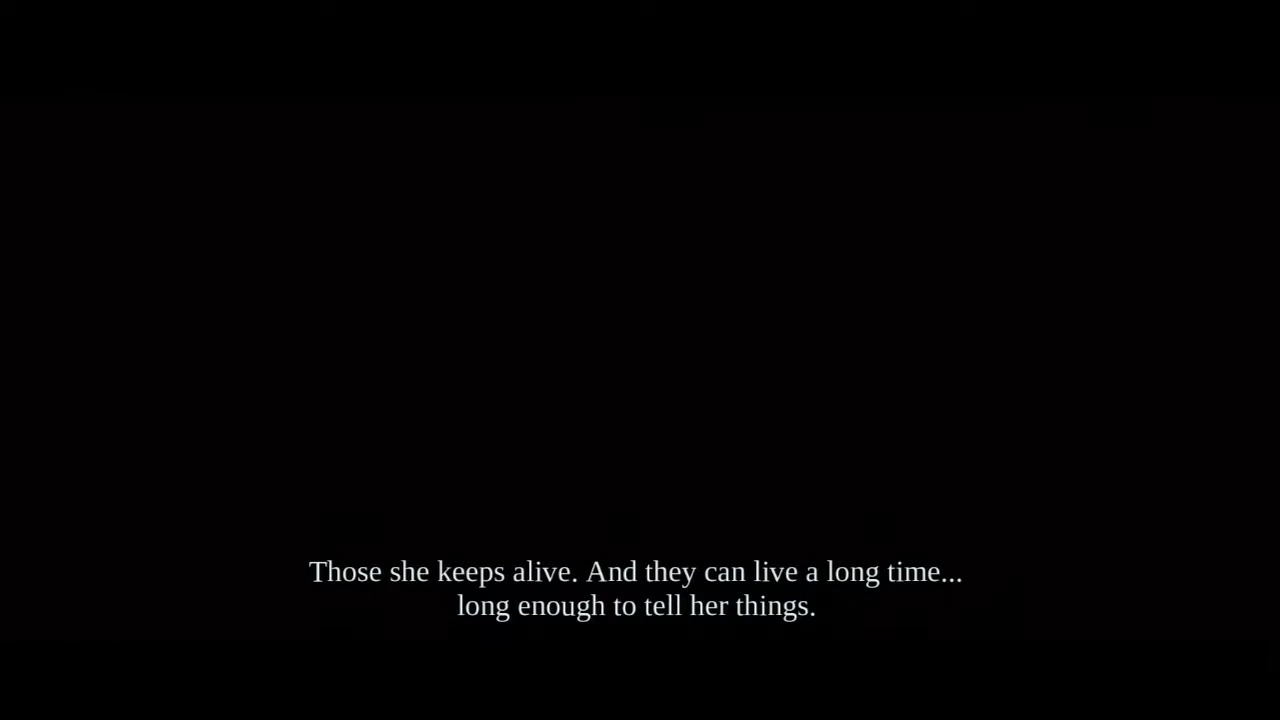 Those she keeps alive. And they can live a long time...
long enough to tell her things.